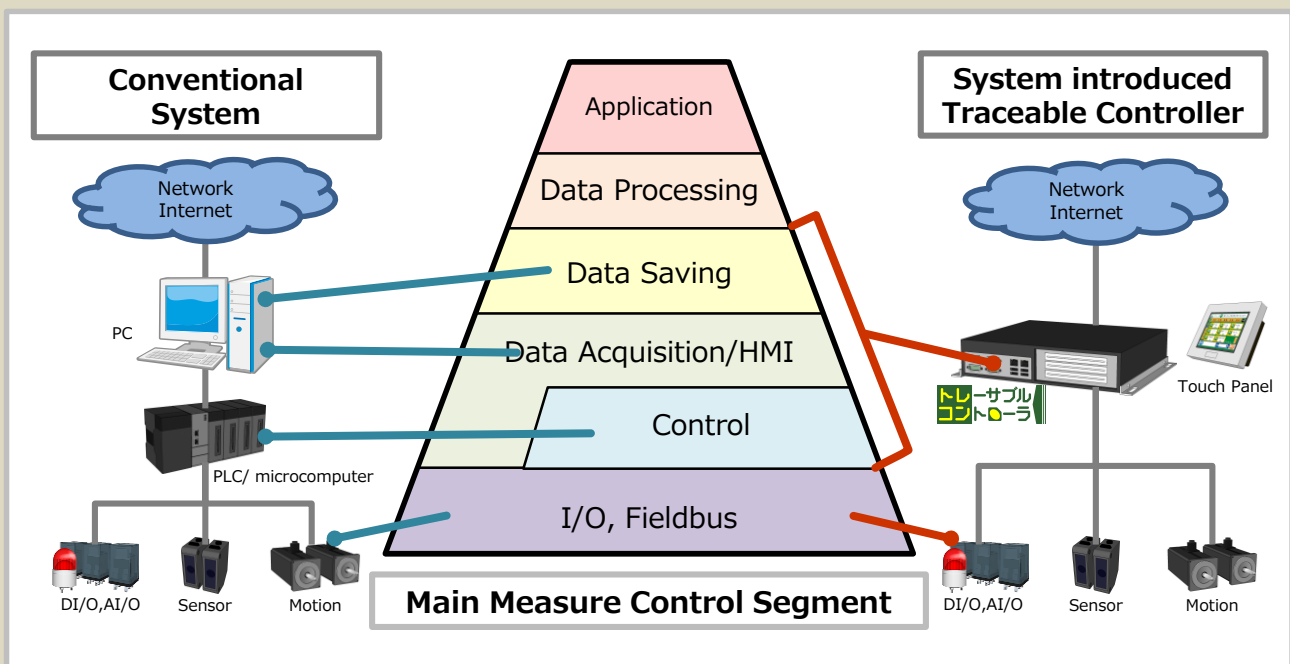 Conventional
System
Network
Internet
PC
PLC/ microcomputer
DI/O,AI/O
Sensor
Motion
Application
Data Processing
Data Saving
Data Acquisition/HMI
Control
I/O, Fieldbus
Main Measure Control Segment
System introduced
Traceable Controller
Network
Internet
Touch Panel
トレーサブル
コントローラ
DI/O,AI/O
Sensor
Motion